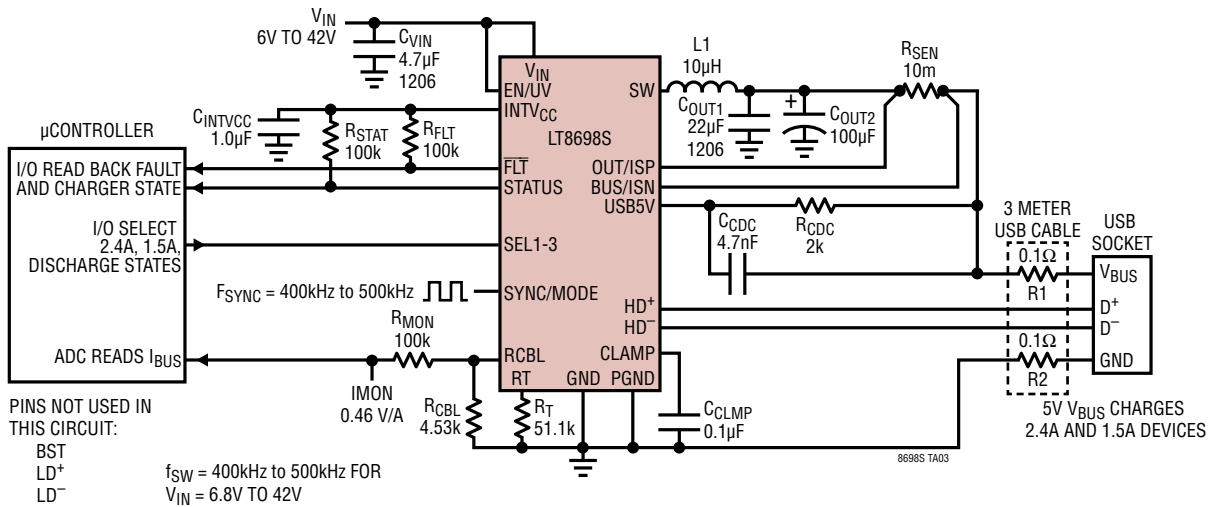 V_IN
6V TO 42V
C_VIN
4.7µF
1206
C_INTVCC
1.0µF
R_STAT
100k
R_FLT
100k
µCONTROLLER
I/O READ BACK FAULT
AND CHARGER STATE
I/O SELECT
2.4A, 1.5A,
DISCHARGE STATES
F_SYNC = 400kHz to 500kHz
R_MON
100k
ADC READS I_BUS
IMON
0.46 V/A
R_CBL
4.53k
R_T
51.1k
PINS NOT USED IN
THIS CIRCUIT:
BST
LD+
LD–
f_SW = 400kHz to 500kHz FOR
V_IN = 6.8V TO 42V
V_IN
EN/UV
INTV_CC
LT8698S
FLT
STATUS
SEL1-3
SYNC/MODE
RCBL
RT
GND
PGND
SW
OUT/ISP
BUS/ISN
USB5V
HD+
HD–
CLAMP
L1
10µH
C_OUT1
22µF
1206
+
C_OUT2
100µF
R_SEN
10m
C_CDC
4.7nF
R_CDC
2k
C_CLMP
0.1µF
3 METER
USB CABLE
0.1Ω
R1
0.1Ω
R2
USB
SOCKET
V_BUS
D+
D–
GND
5V V_BUS CHARGES
2.4A AND 1.5A DEVICES
8698S TA03